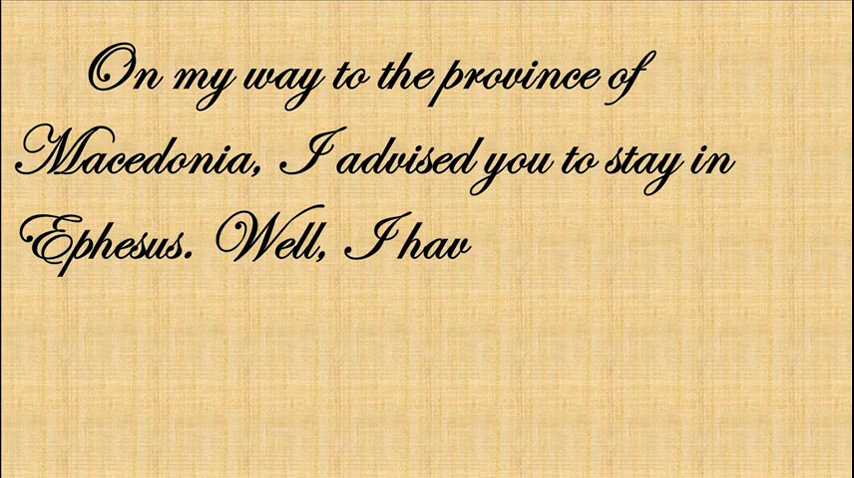 On my way to the province of
Macedonia, I advised you to stay in
Ephesus. Well, I hav